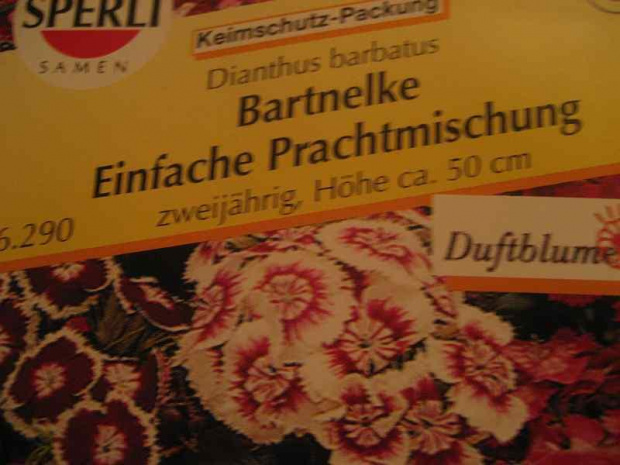 SPERLI
SAMEN
Keimschutz-Packung
Dianthus barbatus
Bartnelke
Einfache Prachtmischung
zweijährig, Höhe ca. 50 cm
6.290
Duftblume